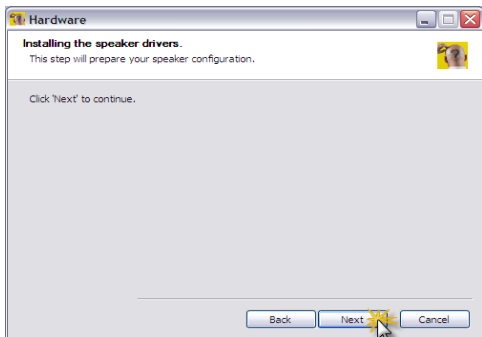 Hardware
Installing the speaker drivers.
This step will prepare your speaker configuration.
Click 'Next' to continue.
Back Next Cancel